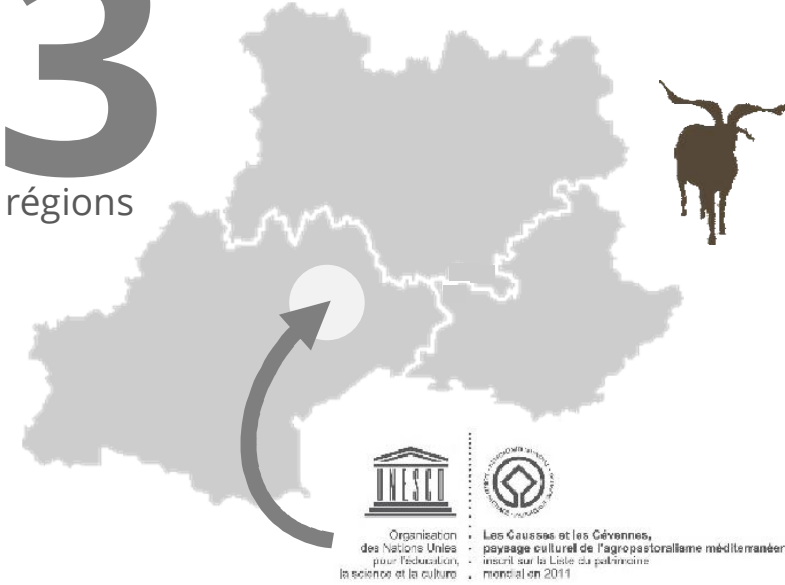 3
régions
UNESCO
Organisation
des Nations Unies
pour l'éducation,
la science et la culture
Les Causses et les Cévennes,
paysage culturel de l'agropastoralisme méditerranéen
inscrit sur la Liste du patrimoine
mondial en 2011